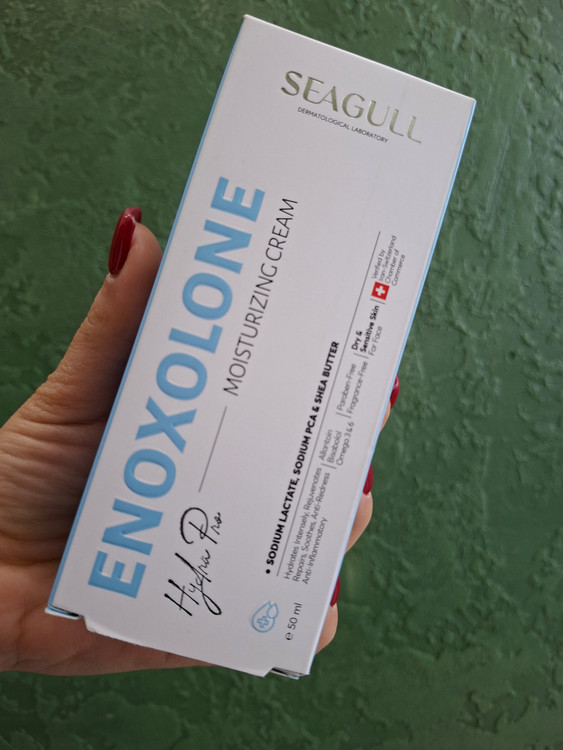 SEAGULL
DERMATOLOGICAL LABORATORY
ENOXOLONE
MOISTURIZING CREAM
Hydra Pro
• SODIUM LACTATE, SODIUM PCA & SHEA BUTTER
Hydrates Intensely, Rejuvenates
Repairs, Soothes, Anti-Redness
Anti-Inflammatory
Allantoin
Bisabolol
Omega 3 & 6
Paraben-Free
Fragrance-Free
Dry &
Sensitive Skin
For Face
Verified by
Iran-Switzerland
Chamber of
Commerce
e 50 ml